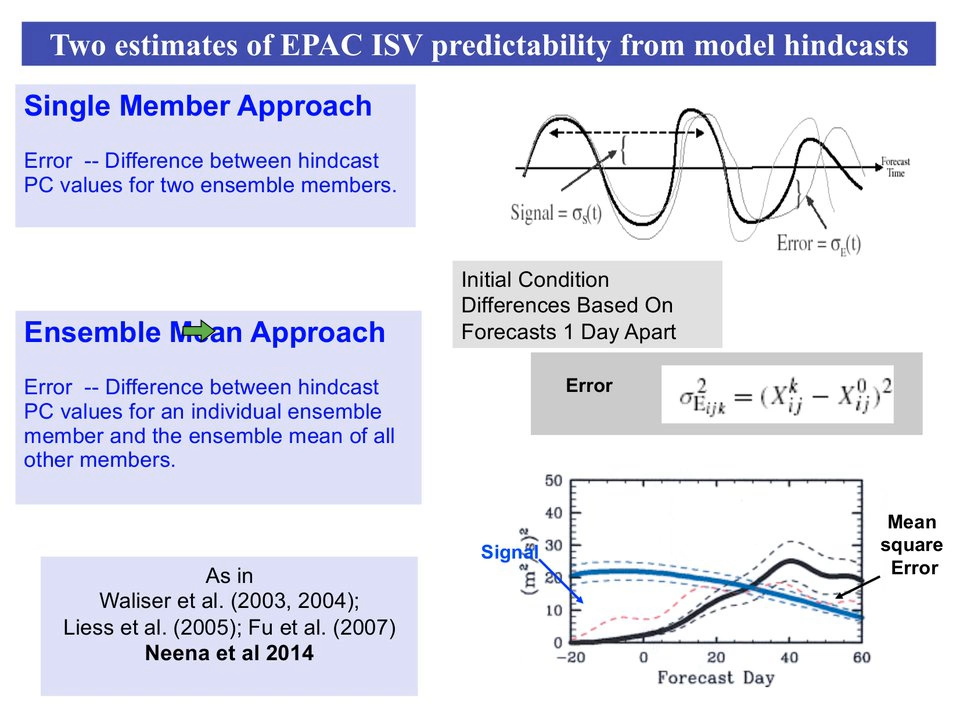 Two estimates of EPAC ISV predictability from model hindcasts
Single Member Approach
Error -- Difference between hindcast
PC values for two ensemble members.
Forecast
Time
Signal = σs(t)
Error = σE(t)
Initial Condition
Differences Based On
Forecasts 1 Day Apart
Ensemble Mean Approach
Error -- Difference between hindcast
PC values for an individual ensemble
member and the ensemble mean of all
other members.
Error
σ²Eijk = (Xᵏij − X⁰ij)²
As in
Waliser et al. (2003, 2004);
Liess et al. (2005); Fu et al. (2007)
Neena et al 2014
Signal
Mean
square
Error
(m²/s)²
50
40
30
20
10
0
-20 0 20 40 60
Forecast Day